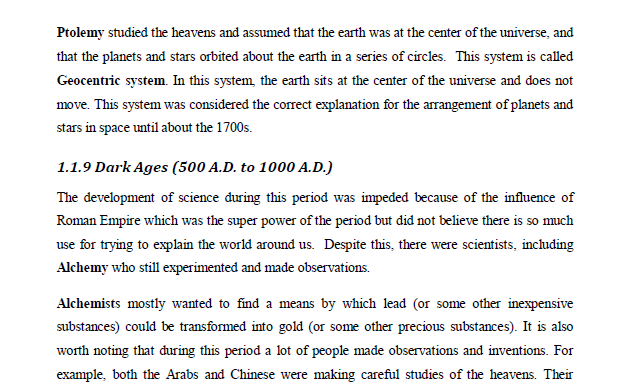 Ptolemy studied the heavens and assumed that the earth was at the center of the universe, and
that the planets and stars orbited about the earth in a series of circles.  This system is called
Geocentric system. In this system, the earth sits at the center of the universe and does not
move. This system was considered the correct explanation for the arrangement of planets and
stars in space until about the 1700s.
1.1.9 Dark Ages (500 A.D. to 1000 A.D.)
The development of science during this period was impeded because of the influence of
Roman Empire which was the super power of the period but did not believe there is so much
use for trying to explain the world around us.  Despite this, there were scientists, including
Alchemy who still experimented and made observations.
Alchemists mostly wanted to find a means by which lead (or some other inexpensive
substances) could be transformed into gold (or some other precious substances). It is also
worth noting that during this period a lot of people made observations and inventions. For
example, both the Arabs and Chinese were making careful studies of the heavens. Their